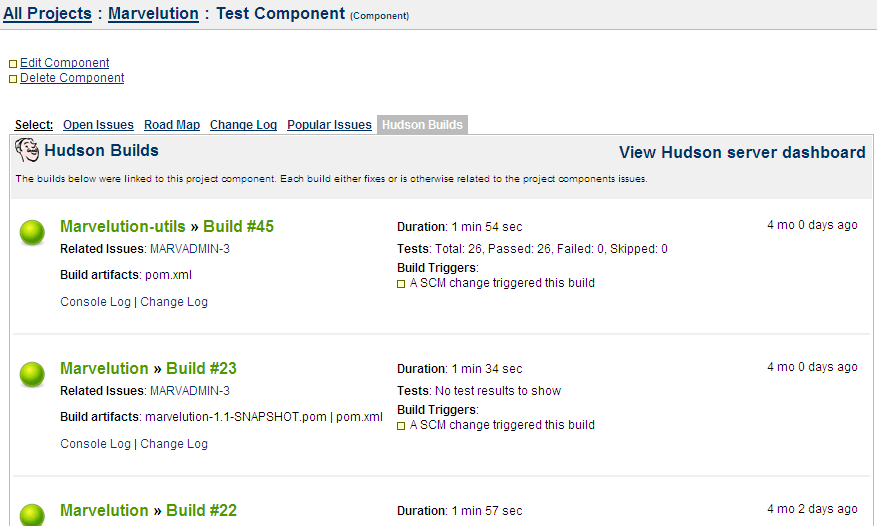 All Projects : Marvelution : Test Component (Component)
Edit Component
Delete Component
Select: Open Issues Road Map Change Log Popular Issues Hudson Builds
Hudson Builds View Hudson server dashboard
The builds below were linked to this project component. Each build either fixes or is otherwise related to the project components issues.
Marvelution-utils » Build #45 Duration: 1 min 54 sec 4 mo 0 days ago
Related Issues: MARVADMIN-3 Tests: Total: 26, Passed: 26, Failed: 0, Skipped: 0
Build Triggers:
Build artifacts: pom.xml
A SCM change triggered this build
Console Log | Change Log
Marvelution » Build #23 Duration: 1 min 34 sec 4 mo 0 days ago
Related Issues: MARVADMIN-3 Tests: No test results to show
Build Triggers:
Build artifacts: marvelution-1.1-SNAPSHOT.pom | pom.xml
A SCM change triggered this build
Console Log | Change Log
Marvelution » Build #22 Duration: 1 min 57 sec 4 mo 2 days ago